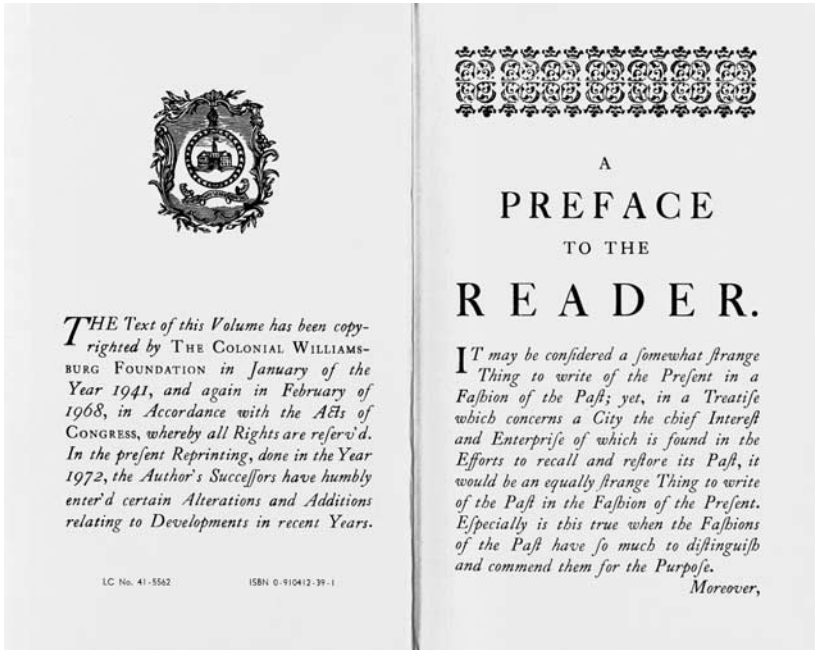 THE Text of this Volume has been copy-
righted by THE COLONIAL WILLIAMS-
BURG FOUNDATION in January of the
Year 1941, and again in February of
1968, in Accordance with the Acts of
CONGRESS, whereby all Rights are reſerv'd.
In the preſent Reprinting, done in the Year
1972, the Author's Succeſſors have humbly
enter'd certain Alterations and Additions
relating to Developments in recent Years.
LC No. 41-5562 ISBN 0-910412-39-1
A
PREFACE
TO THE
READER.
IT may be conſidered a ſomewhat ſtrange
Thing to write of the Preſent in a
Faſhion of the Paſt; yet, in a Treatiſe
which concerns a City the chief Intereſt
and Enterpriſe of which is found in the
Efforts to recall and reſtore its Paſt, it
would be an equally ſtrange Thing to write
of the Paſt in the Faſhion of the Preſent.
Eſpecially is this true when the Faſhions
of the Paſt have ſo much to diſtinguiſh
and commend them for the Purpoſe.
Moreover,